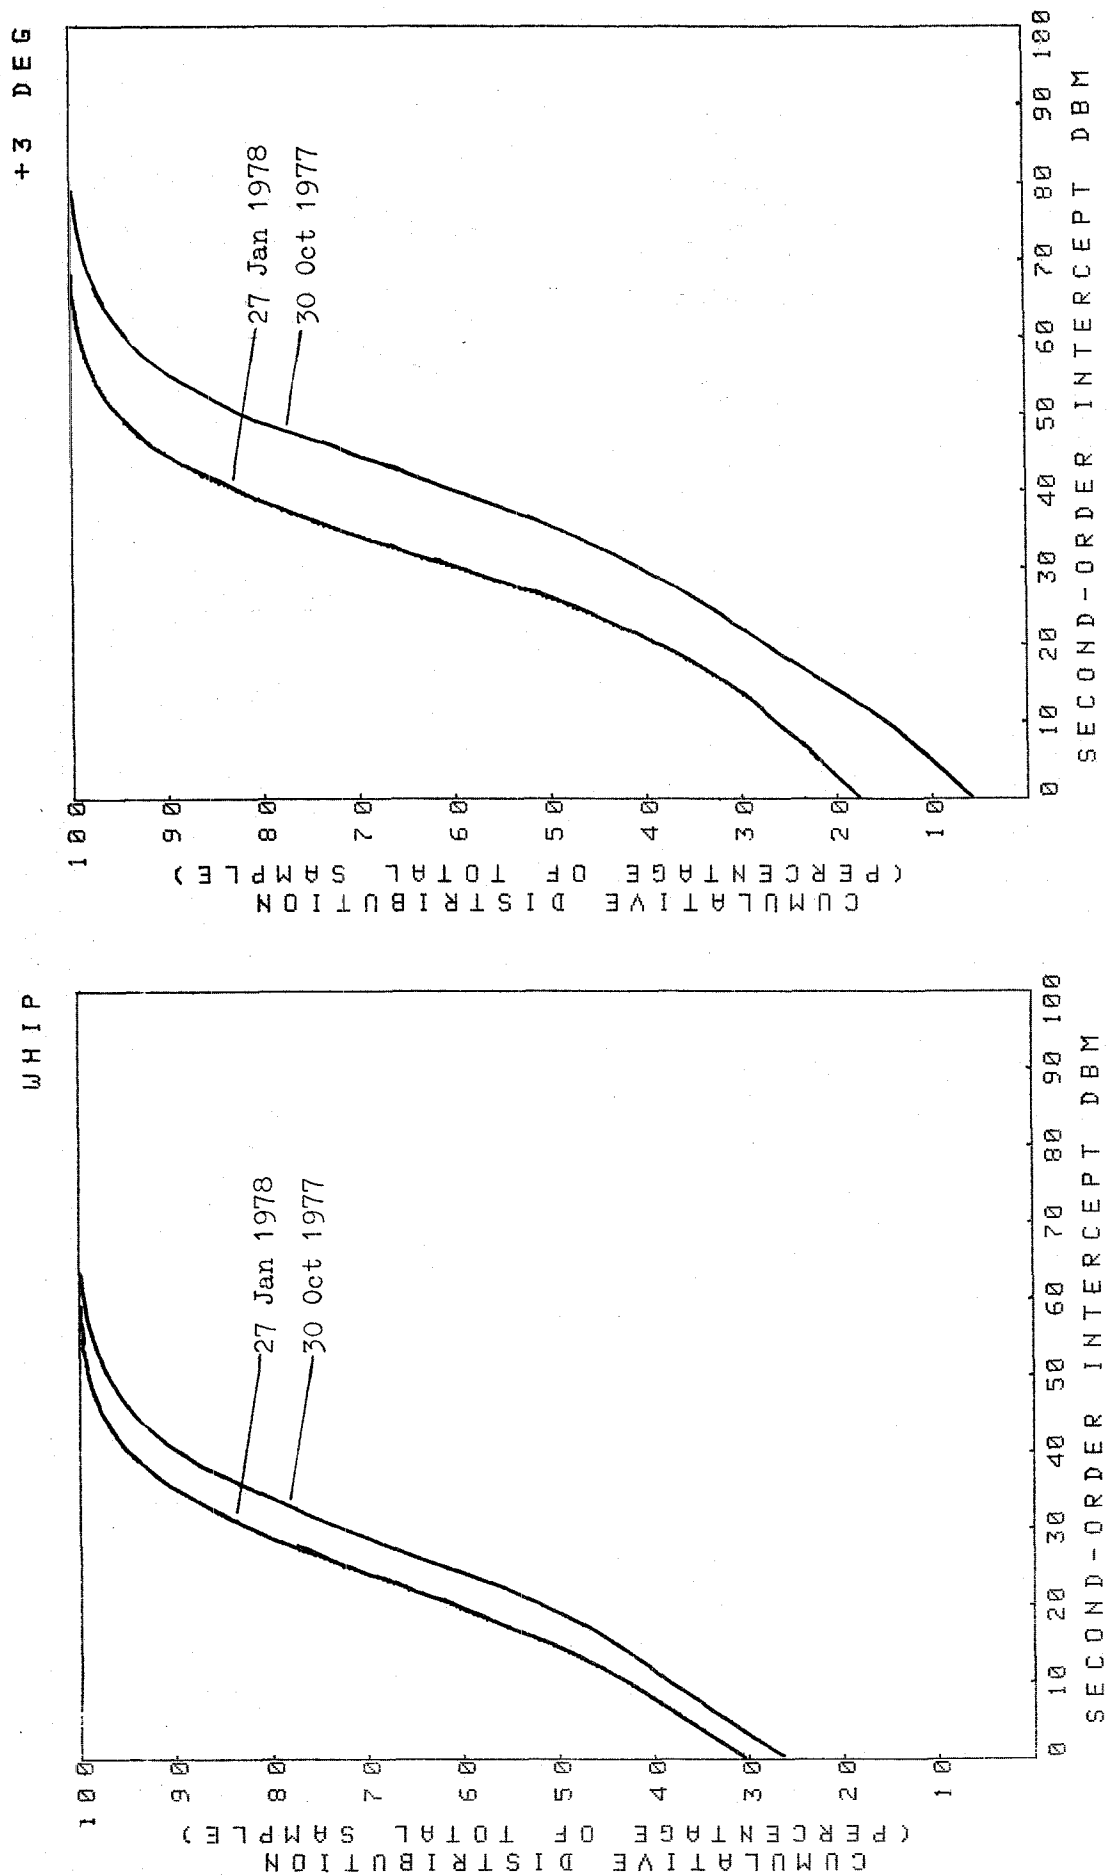 WHIP
CUMULATIVE DISTRIBUTION
(PERCENTAGE OF TOTAL SAMPLE)
100
90
80
70
60
50
40
30
20
10
27 Jan 1978
30 Oct 1977
0 10 20 30 40 50 60 70 80 90 100
SECOND-ORDER INTERCEPT DBM
+3 DEG
CUMULATIVE DISTRIBUTION
(PERCENTAGE OF TOTAL SAMPLE)
100
90
80
70
60
50
40
30
20
10
27 Jan 1978
30 Oct 1977
0 10 20 30 40 50 60 70 80 90 100
SECOND-ORDER INTERCEPT DBM